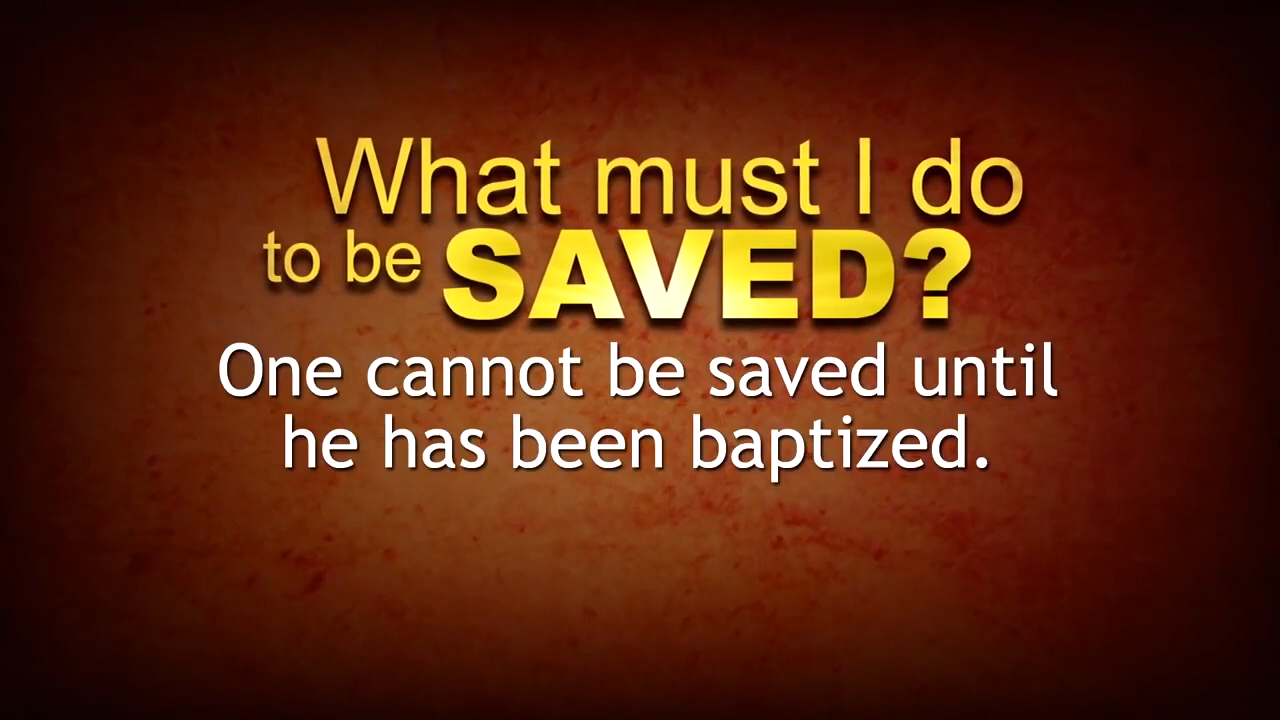 What must I do
to be SAVED?
One cannot be saved until
he has been baptized.